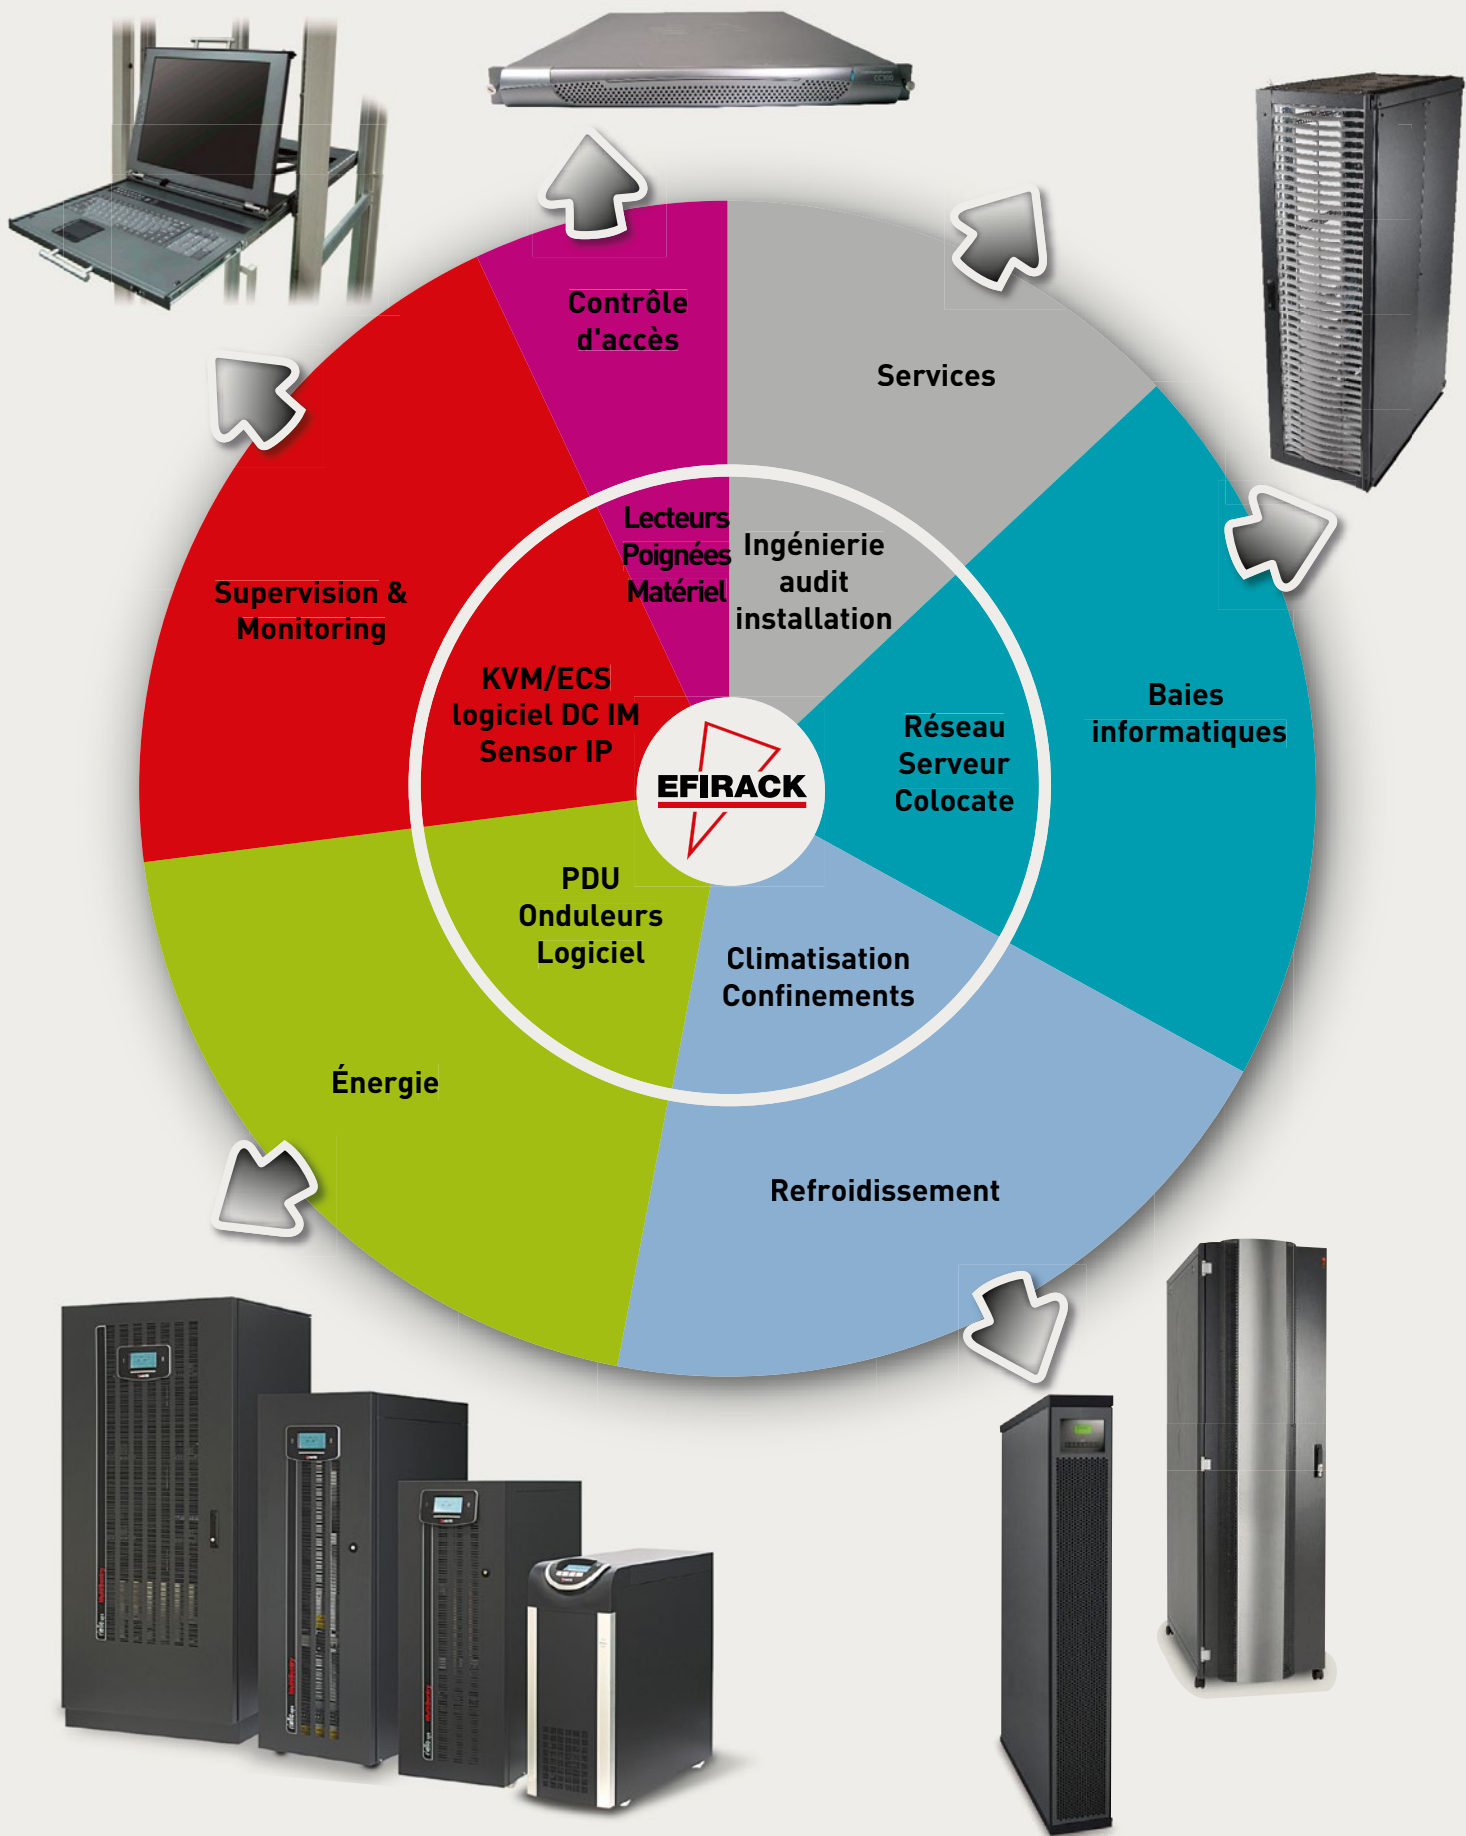 Contrôle
d'accès
Services
Lecteurs
Poignées
Matériel
Ingénierie
audit
installation
Supervision &
Monitoring
KVM/ECS
logiciel DC IM
Sensor IP
Réseau
Serveur
Colocate
Baies
informatiques
EFIRACK
PDU
Onduleurs
Logiciel
Climatisation
Confinements
Énergie
Refroidissement